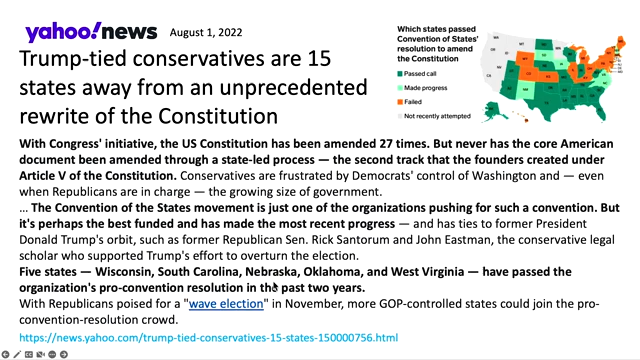 yahoo!news
August 1, 2022
Trump-tied conservatives are 15
states away from an unprecedented
rewrite of the Constitution
Which states passed
Convention of States'
resolution to amend
the Constitution
Passed call
Made progress
Failed
Not recently attempted
With Congress' initiative, the US Constitution has been amended 27 times. But never has the core American
document been amended through a state-led process — the second track that the founders created under
Article V of the Constitution. Conservatives are frustrated by Democrats' control of Washington and — even
when Republicans are in charge — the growing size of government.
... The Convention of the States movement is just one of the organizations pushing for such a convention. But
it's perhaps the best funded and has made the most recent progress — and has ties to former President
Donald Trump's orbit, such as former Republican Sen. Rick Santorum and John Eastman, the conservative legal
scholar who supported Trump's effort to overturn the election.
Five states — Wisconsin, South Carolina, Nebraska, Oklahoma, and West Virginia — have passed the
organization's pro-convention resolution in the past two years.
With Republicans poised for a "wave election" in November, more GOP-controlled states could join the pro-
convention-resolution crowd.
https://news.yahoo.com/trump-tied-conservatives-15-states-150000756.html